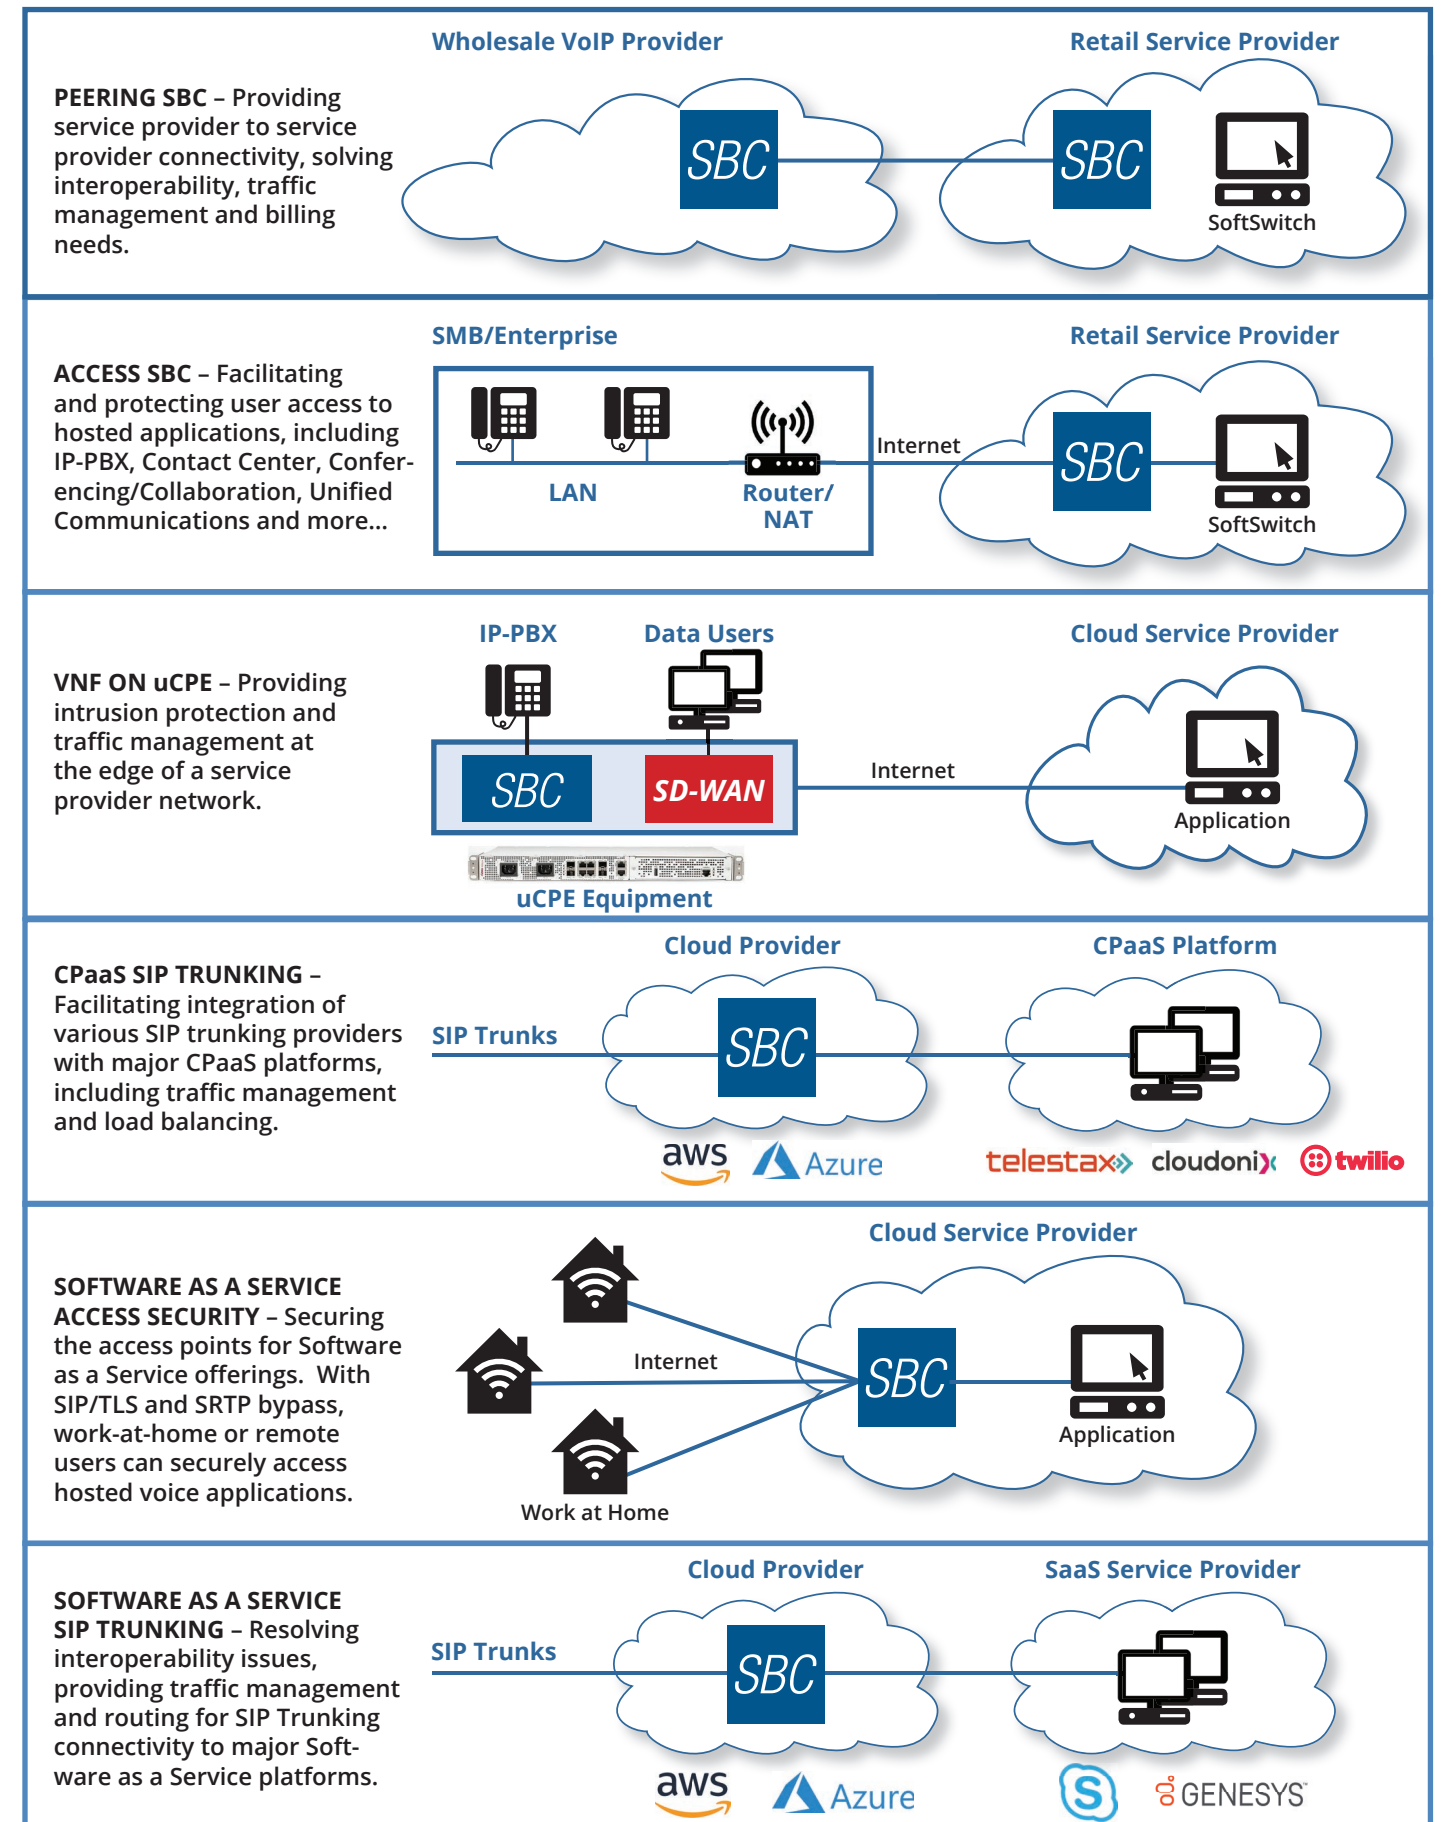 Wholesale VoIP Provider
Retail Service Provider
PEERING SBC – Providing
service provider to service
provider connectivity, solving
interoperability, traffic
management and billing
needs.
SBC
SBC
SoftSwitch
SMB/Enterprise
Retail Service Provider
ACCESS SBC – Facilitating
and protecting user access to
hosted applications, including
IP-PBX, Contact Center, Confer-
encing/Collaboration, Unified
Communications and more...
LAN
Router/
NAT
Internet
SBC
SoftSwitch
IP-PBX
Data Users
Cloud Service Provider
VNF ON uCPE – Providing
intrusion protection and
traffic management at
the edge of a service
provider network.
SBC
SD-WAN
Internet
Application
uCPE Equipment
Cloud Provider
CPaaS Platform
CPaaS SIP TRUNKING –
Facilitating integration of
various SIP trunking providers
with major CPaaS platforms,
including traffic management
and load balancing.
SIP Trunks
SBC
aws
Azure
telestax
cloudonix
twilio
Cloud Service Provider
SOFTWARE AS A SERVICE
ACCESS SECURITY – Securing
the access points for Software
as a Service offerings. With
SIP/TLS and SRTP bypass,
work-at-home or remote
users can securely access
hosted voice applications.
Internet
SBC
Application
Work at Home
Cloud Provider
SaaS Service Provider
SOFTWARE AS A SERVICE
SIP TRUNKING – Resolving
interoperability issues,
providing traffic management
and routing for SIP Trunking
connectivity to major Soft-
ware as a Service platforms.
SIP Trunks
SBC
aws
Azure
S
GENESYS